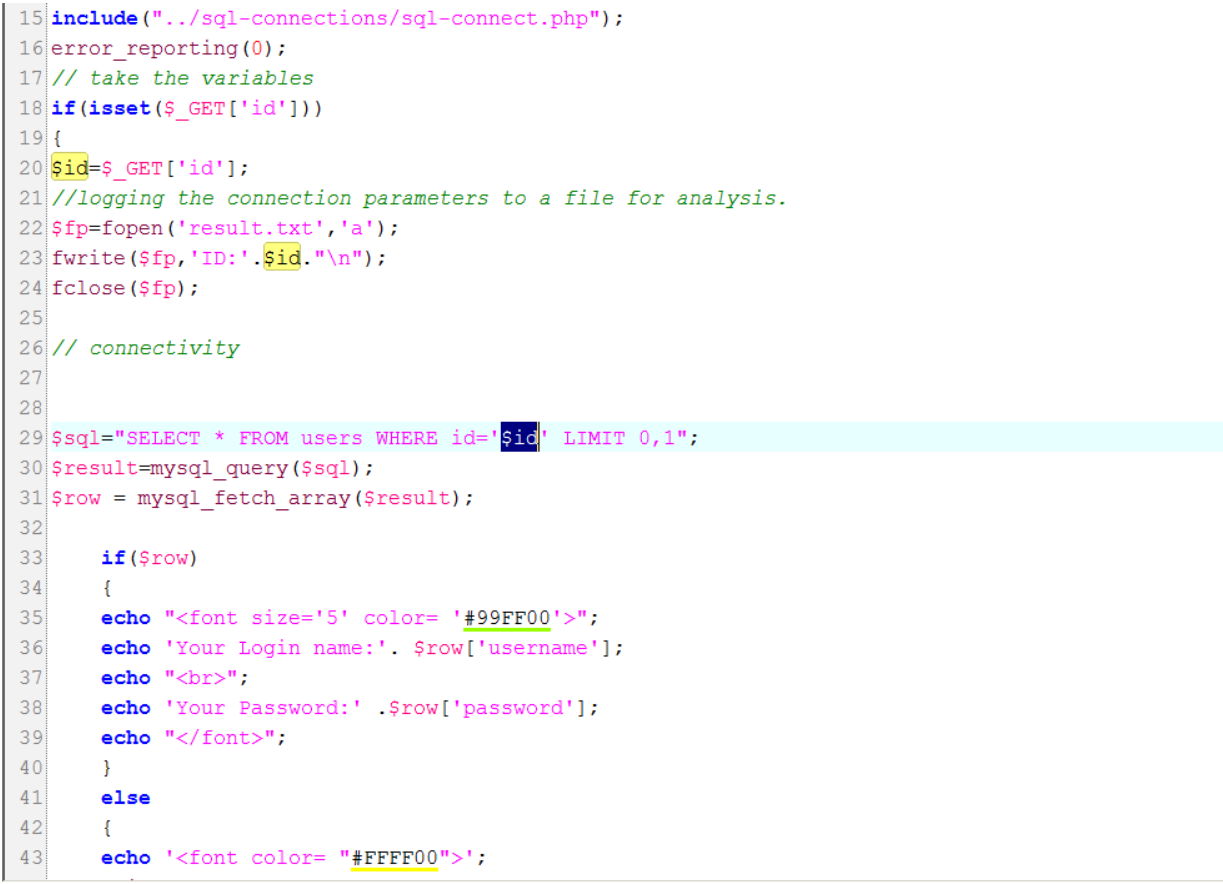 15 include("../sql-connections/sql-connect.php");
16 error_reporting(0);
17 // take the variables
18 if(isset($_GET['id']))
19 {
20 $id=$_GET['id'];
21 //logging the connection parameters to a file for analysis.
22 $fp=fopen('result.txt','a');
23 fwrite($fp,'ID:'.$id."\n");
24 fclose($fp);
25
26 // connectivity
27
28
29 $sql="SELECT * FROM users WHERE id='$id' LIMIT 0,1";
30 $result=mysql_query($sql);
31 $row = mysql_fetch_array($result);
32
33 if($row)
34 {
35 echo "<font size='5' color= '#99FF00'>";
36 echo 'Your Login name:'. $row['username'];
37 echo "<br>";
38 echo 'Your Password:' .$row['password'];
39 echo "</font>";
40 }
41 else
42 {
43 echo '<font color= "#FFFF00">';